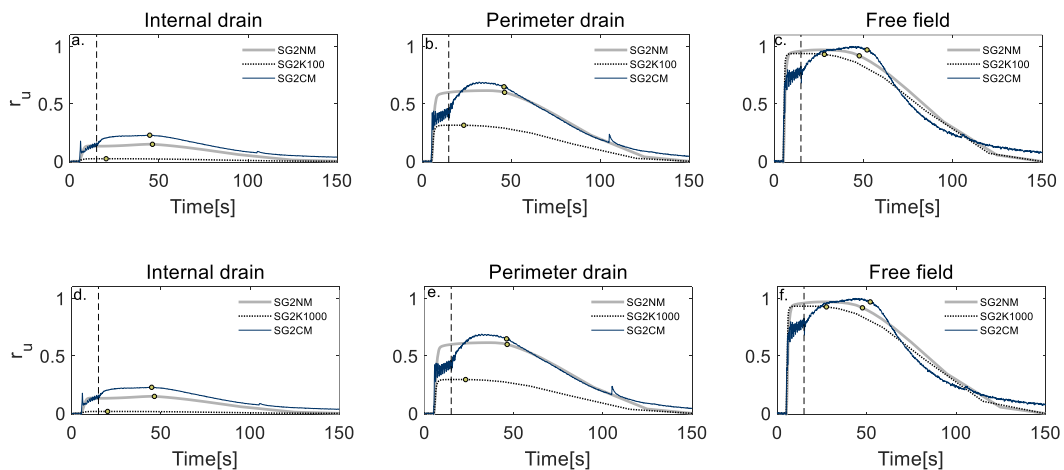 Internal drain
Perimeter drain
Free field
a.
b.
c.
SG2NM
SG2K100
SG2CM
SG2NM
SG2K100
SG2CM
SG2NM
SG2K100
SG2CM
r_u
1
0.5
0
1
0.5
0
1
0.5
0
0 50 100 150
0 50 100 150
0 50 100 150
Time[s]
Time[s]
Time[s]
Internal drain
Perimeter drain
Free field
d.
e.
f.
SG2NM
SG2K1000
SG2CM
SG2NM
SG2K1000
SG2CM
SG2NM
SG2K1000
SG2CM
r_u
1
0.5
0
1
0.5
0
1
0.5
0
0 50 100 150
0 50 100 150
0 50 100 150
Time[s]
Time[s]
Time[s]